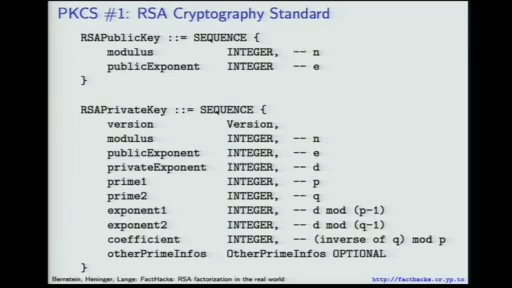 PKCS #1: RSA Cryptography Standard
RSAPublicKey ::= SEQUENCE {
modulus INTEGER, -- n
publicExponent INTEGER -- e
}
RSAPrivateKey ::= SEQUENCE {
version Version,
modulus INTEGER, -- n
publicExponent INTEGER, -- e
privateExponent INTEGER, -- d
prime1 INTEGER, -- p
prime2 INTEGER, -- q
exponent1 INTEGER, -- d mod (p-1)
exponent2 INTEGER, -- d mod (q-1)
coefficient INTEGER, -- (inverse of q) mod p
otherPrimeInfos OtherPrimeInfos OPTIONAL
}
Bernstein, Heninger, Lange: FactHacks: RSA factorization in the real world http://facthacks.cr.yp.to